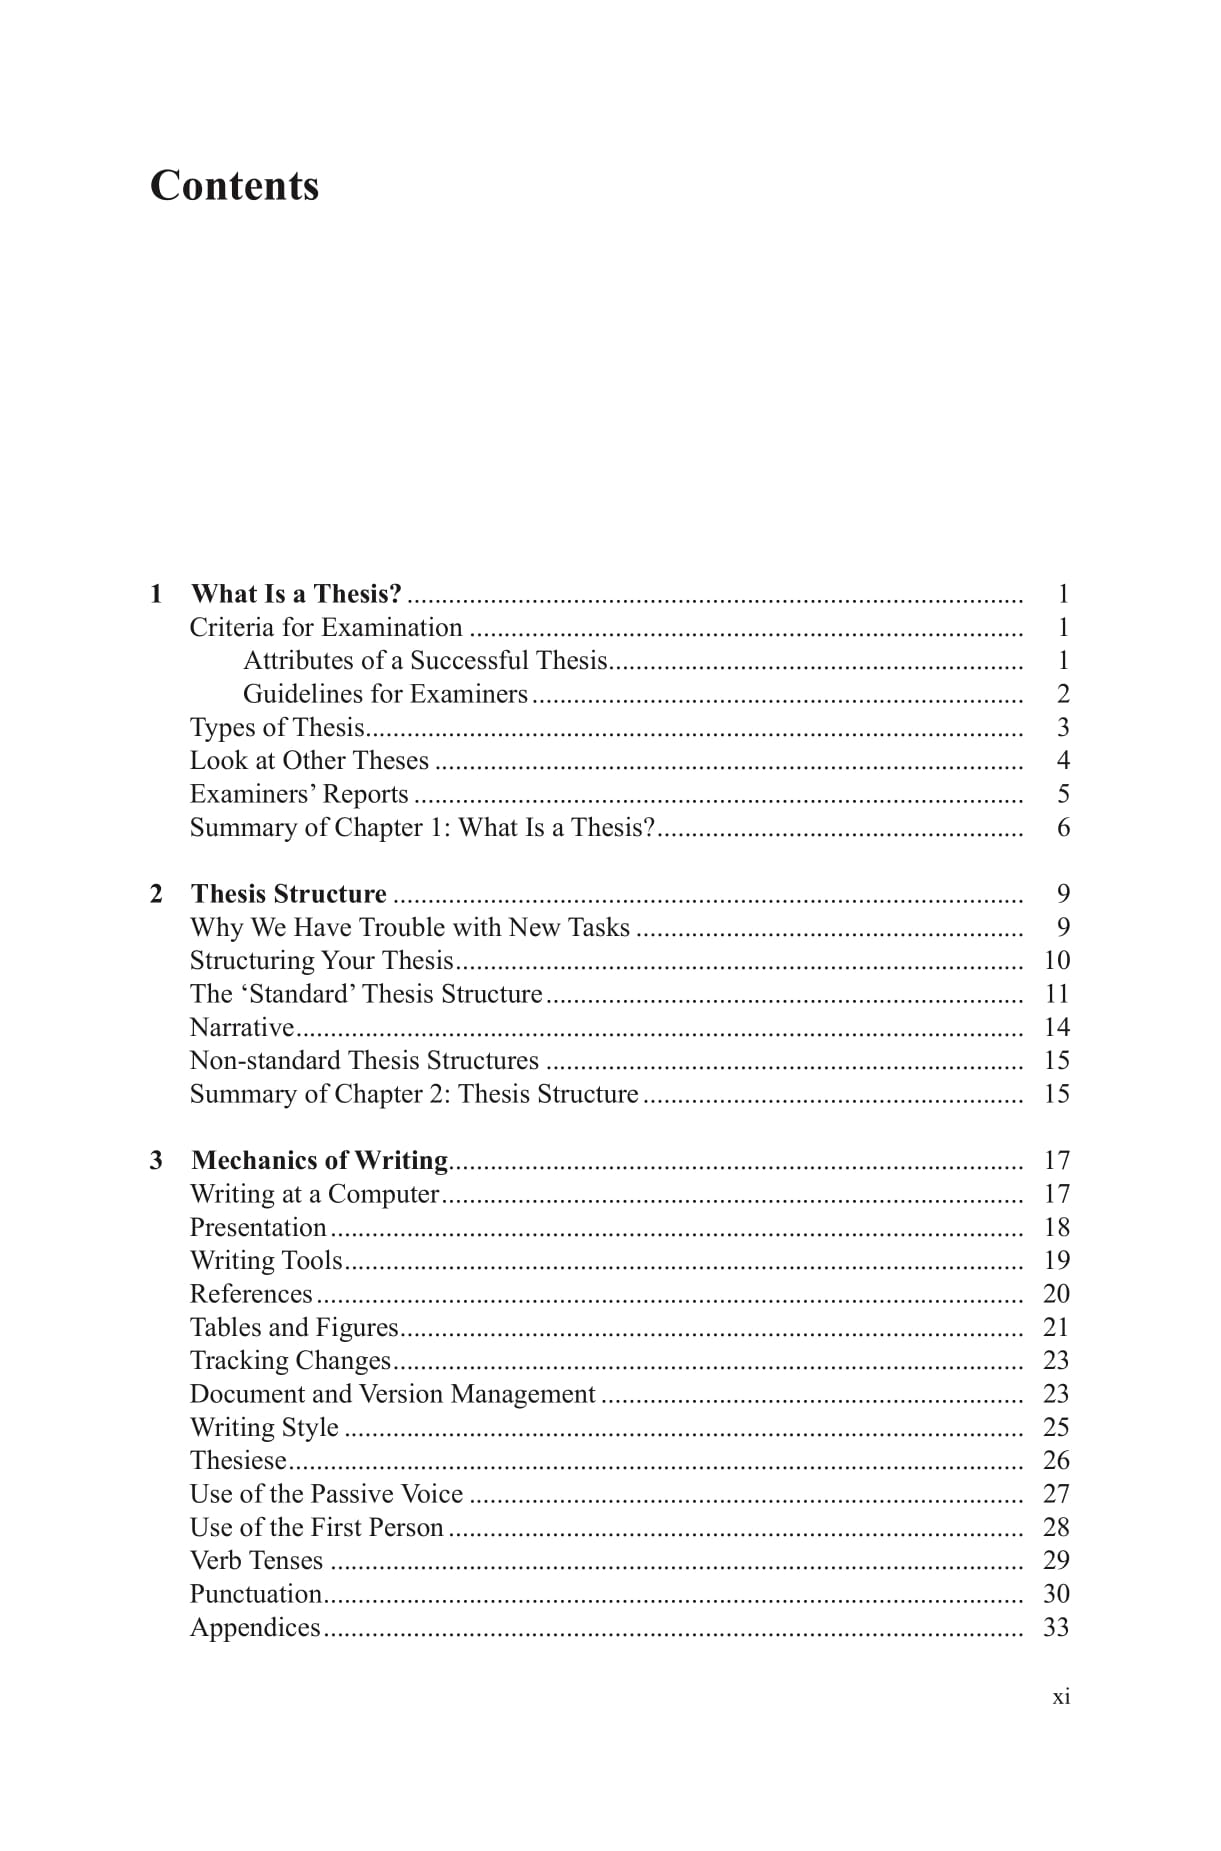 Contents
1 What Is a Thesis? ........ 1
Criteria for Examination ........ 1
Attributes of a Successful Thesis........ 1
Guidelines for Examiners ........ 2
Types of Thesis........ 3
Look at Other Theses ........ 4
Examiners’ Reports ........ 5
Summary of Chapter 1: What Is a Thesis?........ 6
2 Thesis Structure ........ 9
Why We Have Trouble with New Tasks ........ 9
Structuring Your Thesis........ 10
The ‘Standard’ Thesis Structure ........ 11
Narrative........ 14
Non-standard Thesis Structures ........ 15
Summary of Chapter 2: Thesis Structure ........ 15
3 Mechanics of Writing........ 17
Writing at a Computer........ 17
Presentation ........ 18
Writing Tools........ 19
References ........ 20
Tables and Figures........ 21
Tracking Changes........ 23
Document and Version Management ........ 23
Writing Style ........ 25
Thesiese........ 26
Use of the Passive Voice ........ 27
Use of the First Person ........ 28
Verb Tenses ........ 29
Punctuation........ 30
Appendices ........ 33
xi